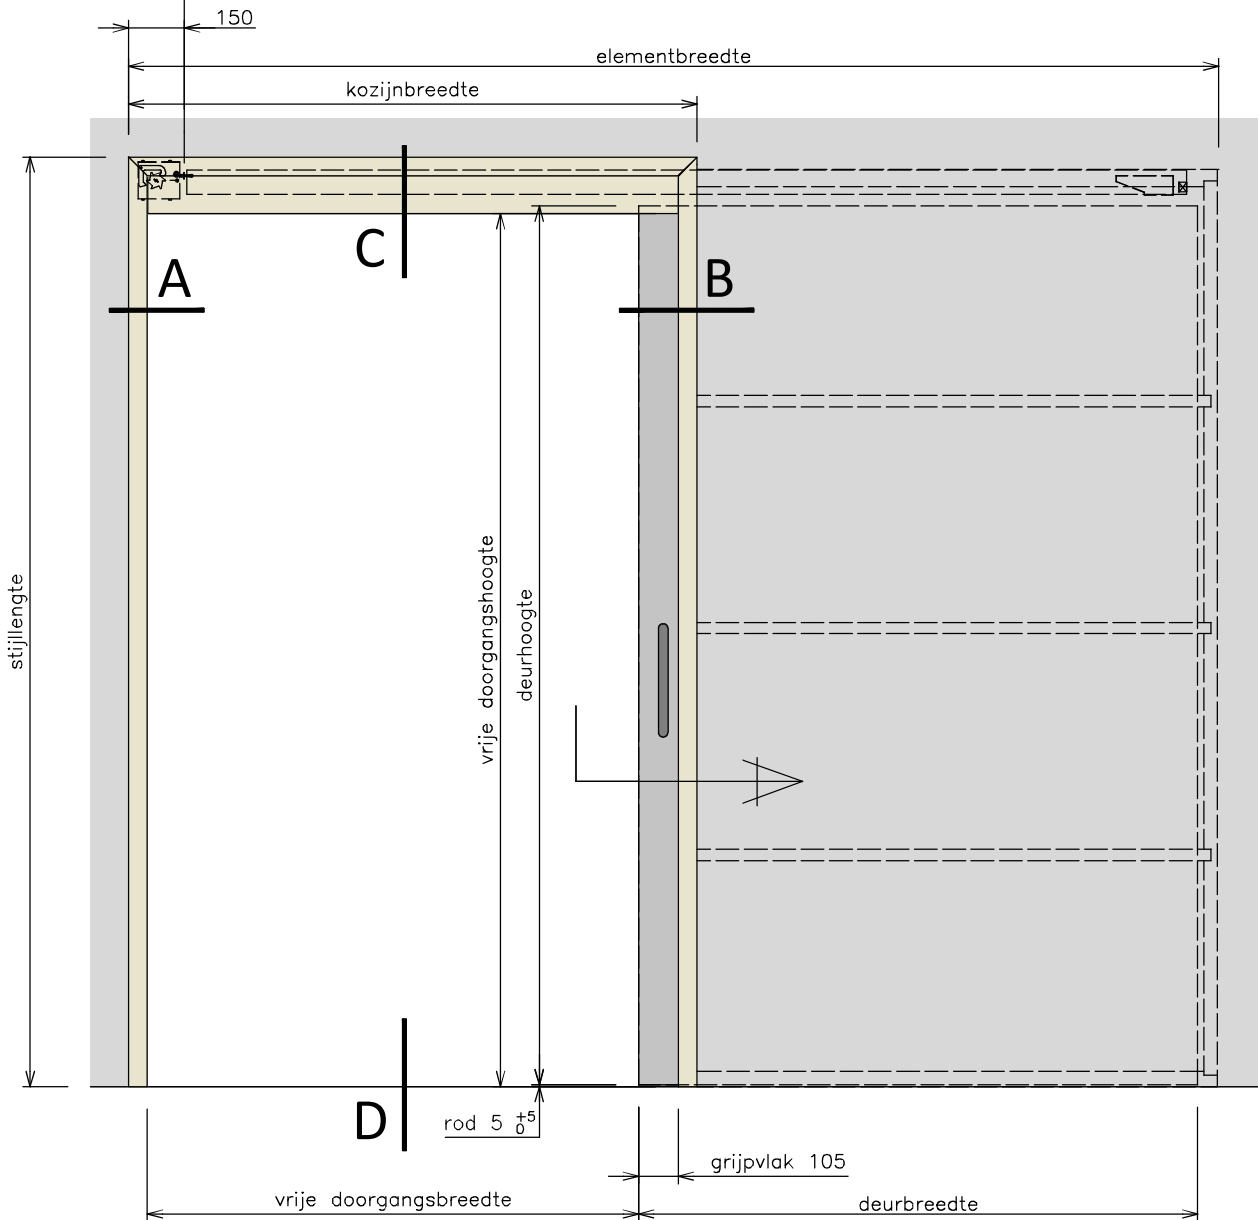 150
elementbreedte
kozijnbreedte
C
A
B
stijllengte
vrije doorgangshoogte
deurhoogte
D
rod 5 +5 0
grijpvlak 105
vrije doorgangsbreedte
deurbreedte